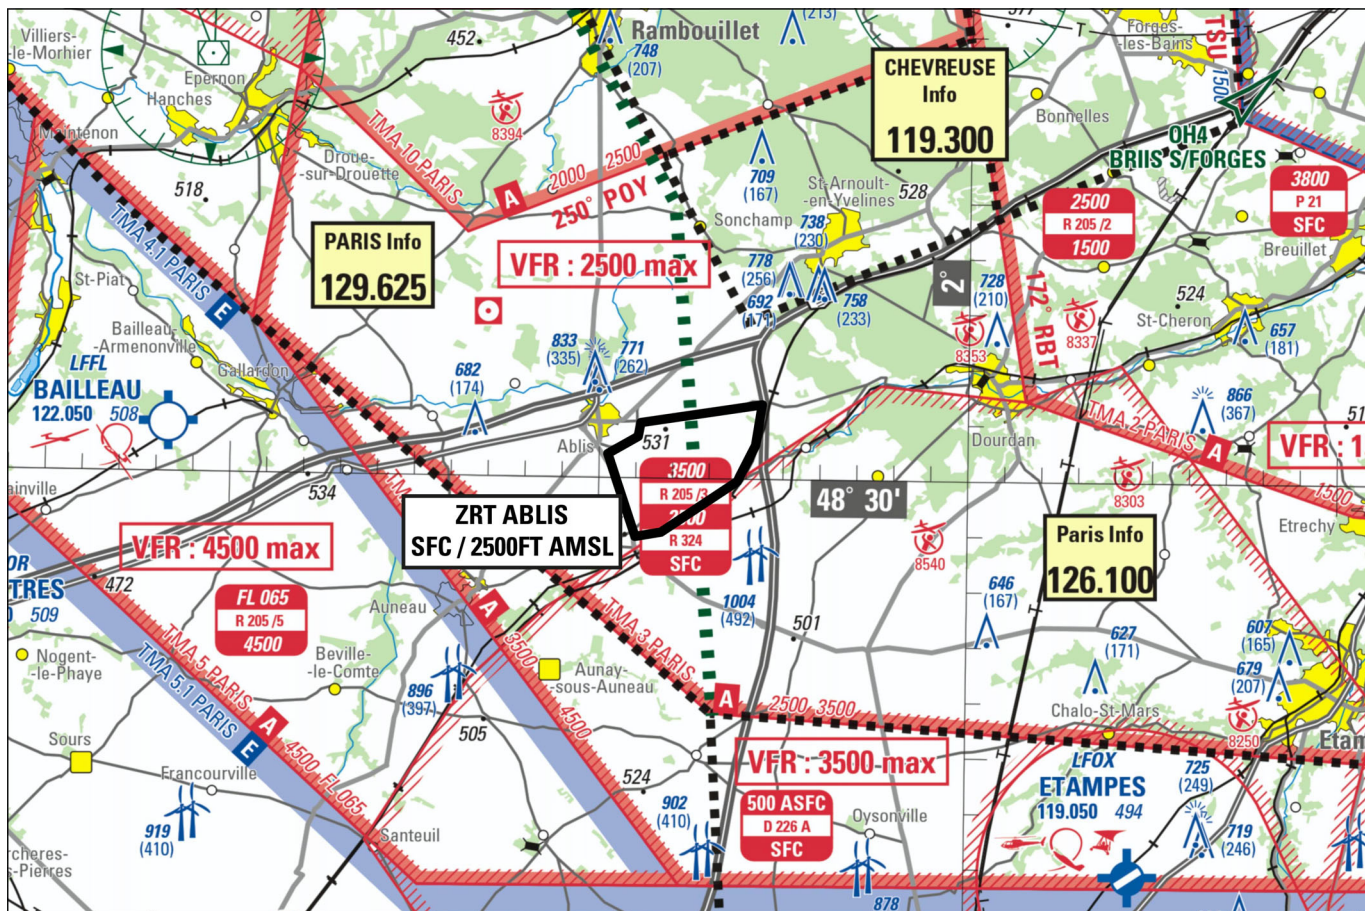 (213)
Villiers-
-le-Morhier
452
Rambouillet
748
(207)
Forges-
-les-Bains
TSU
1500
Epernon
Hanches
8394
CHEVREUSE
Info
119.300
Bonnelles
Maintenon
TMA 10 PARIS
Droue-
-sur-Drouette
518
A
2000 2500
250° POY
709
(167)
St-Arnoult-
-en-Yvelines
528
OH4
BRIIS S/FORGES
3800
P 21
SFC
2500
R 205 /2
1500
Breuillet
TMA 4.1 PARIS
E
PARIS Info
129.625
VFR : 2500 max
Sonchamp
738
(230)
778
(256)
692
(171)
758
(233)
2°
728
(210)
172° RBT
8353
8337
524
St-Cheron
657
(181)
St-Piat
Bailleau-
-Armenonville
LFFL
BAILLEAU
122.050 508
Gallardon
682
(174)
833
(335)
771
(262)
Ablis
531
Dourdan
866
(367)
TMA 2 PARIS
A
VFR : 1
1500
8303
Etrechy
534
3500
R 205 /3
2500
R 324
SFC
48° 30'
ZRT ABLIS
SFC / 2500FT AMSL
VFR : 4500 max
TRES
509
472
FL 065
R 205 /5
4500
Auneau
A
3500
1004
(492)
501
8540
Paris Info
126.100
646
(167)
627
(171)
607
(165)
679
(207)
Nogent-
-le-Phaye
TMA 5 PARIS
TMA 5.1 PARIS
A
E
4500 FL 065
Beville-
-le-Comte
896
(397)
505
Aunay-
-sous-Auneau
4500
TMA 3 PARIS
A
2500 3500
Chalo-St-Mars
8250
Etam
Sours
Francourville
919
(410)
Santeuil
524
902
(410)
VFR : 3500 max
500 ASFC
D 226 A
SFC
Oysonville
878
LFOX
ETAMPES
119.050 494
725
(249)
719
(246)
rcheres-
s-Pierres